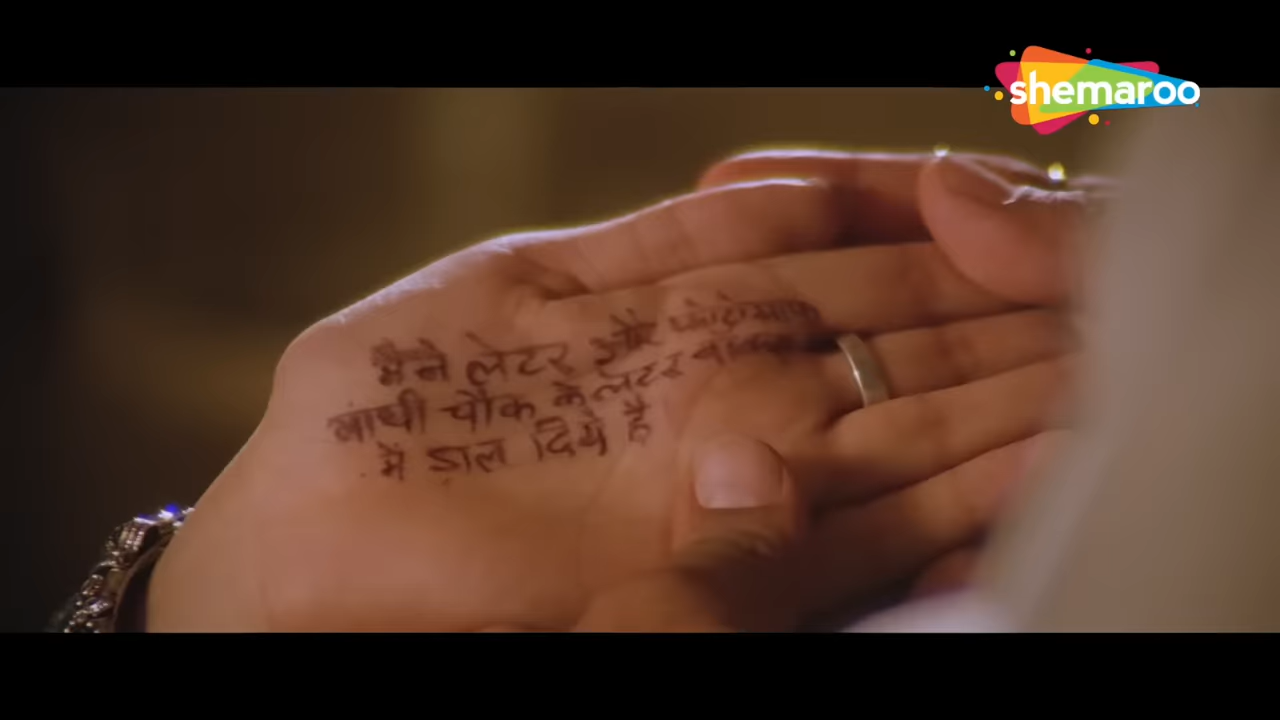 shemaroo
मैंने लेटर और फोटोग्राफ
गांधी चौक के लेटर बॉक्स
में डाल दिये है